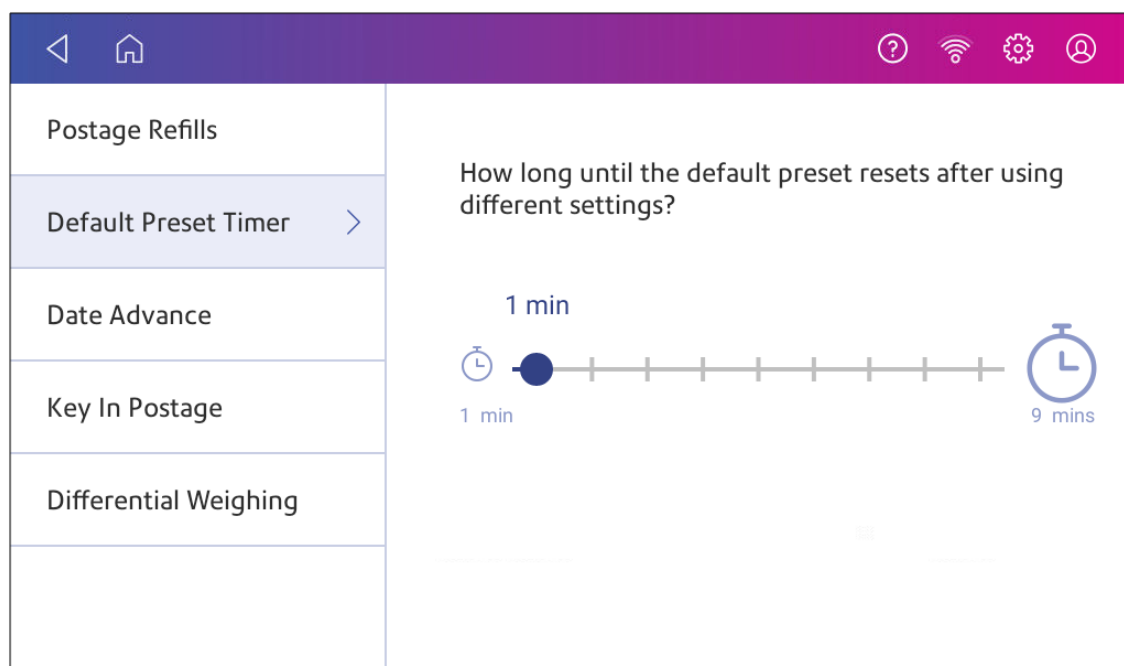 Postage Refills
Default Preset Timer
Date Advance
Key In Postage
Differential Weighing
How long until the default preset resets after using
different settings?
1 min
1 min
9 mins